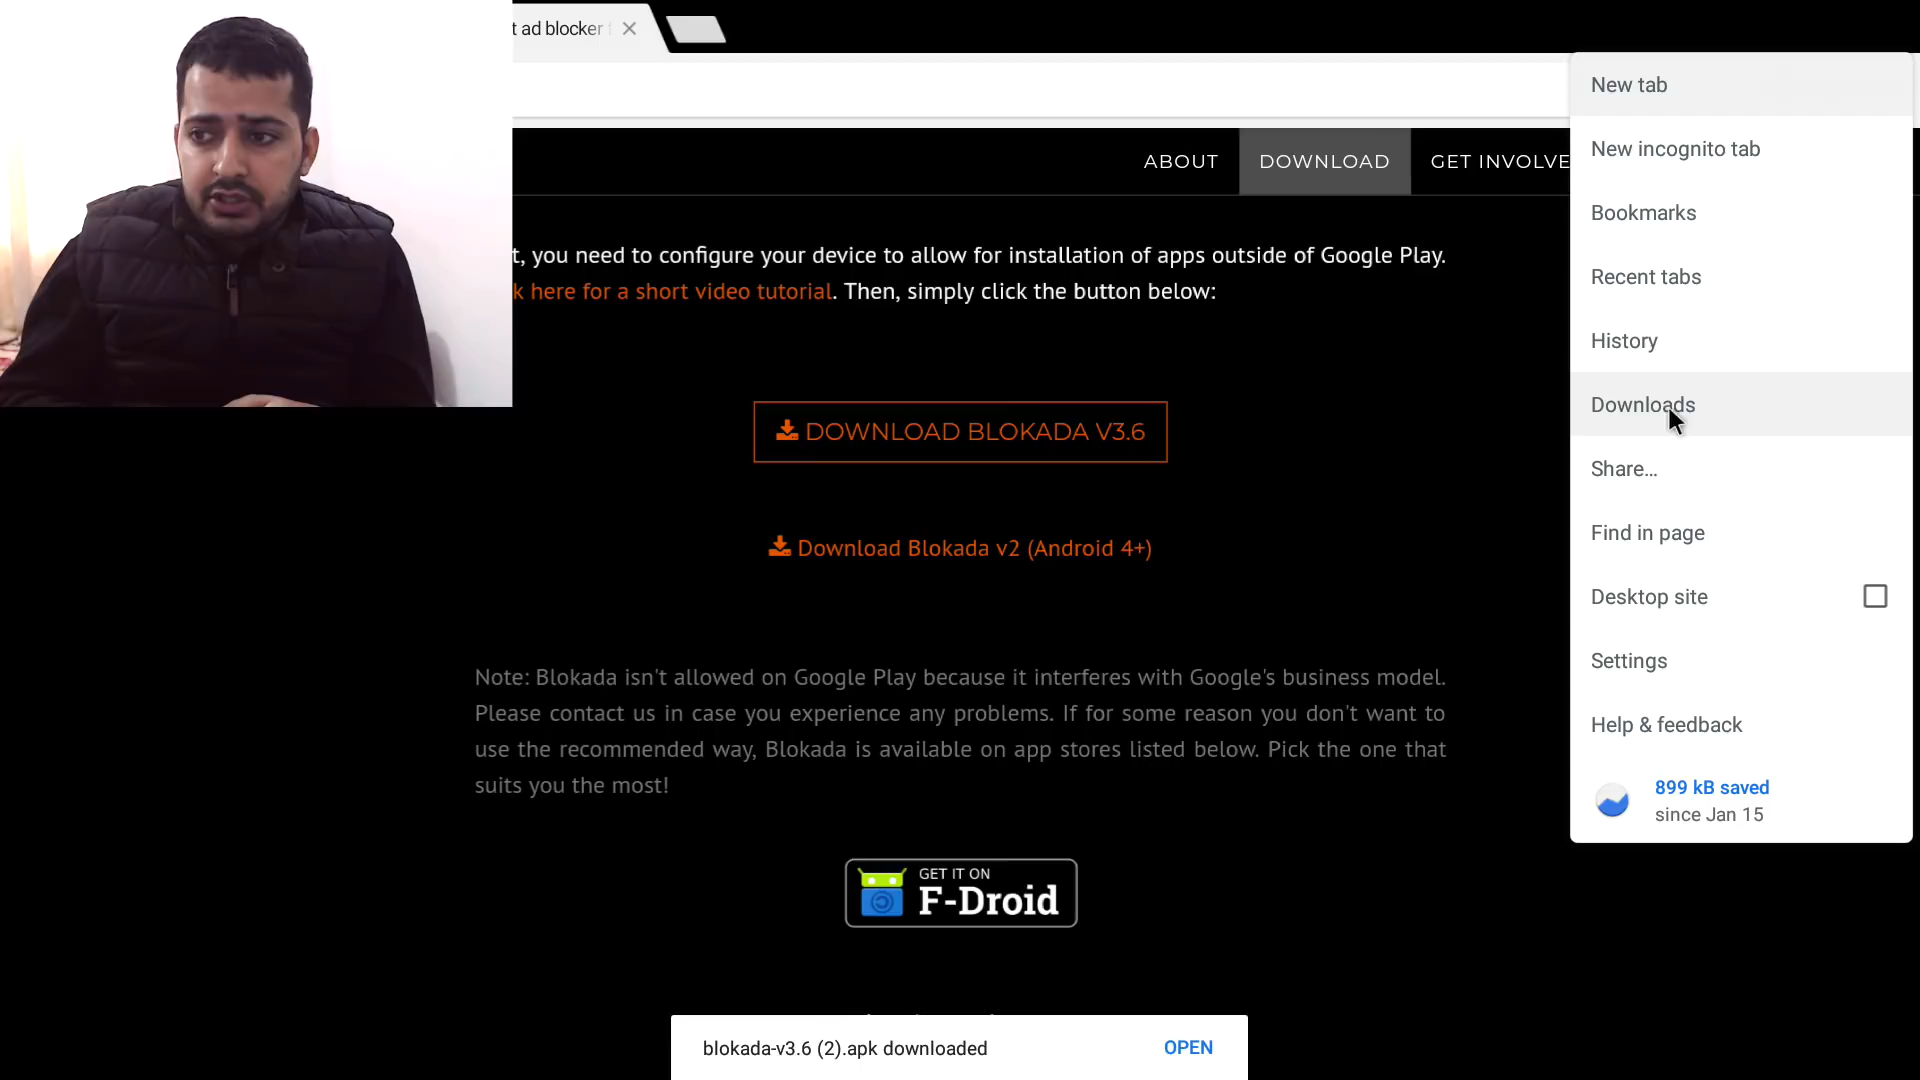 t ad blocker
ABOUT
DOWNLOAD
GET INVOLVE
t, you need to configure your device to allow for installation of apps outside of Google Play.
k here for a short video tutorial. Then, simply click the button below:
DOWNLOAD BLOKADA V3.6
Download Blokada v2 (Android 4+)
Note: Blokada isn't allowed on Google Play because it interferes with Google's business model.
Please contact us in case you experience any problems. If for some reason you don't want to
use the recommended way, Blokada is available on app stores listed below. Pick the one that
suits you the most!
GET IT ON
F-Droid
blokada-v3.6 (2).apk downloaded
OPEN
New tab
New incognito tab
Bookmarks
Recent tabs
History
Downloads
Share...
Find in page
Desktop site
Settings
Help & feedback
899 kB saved
since Jan 15